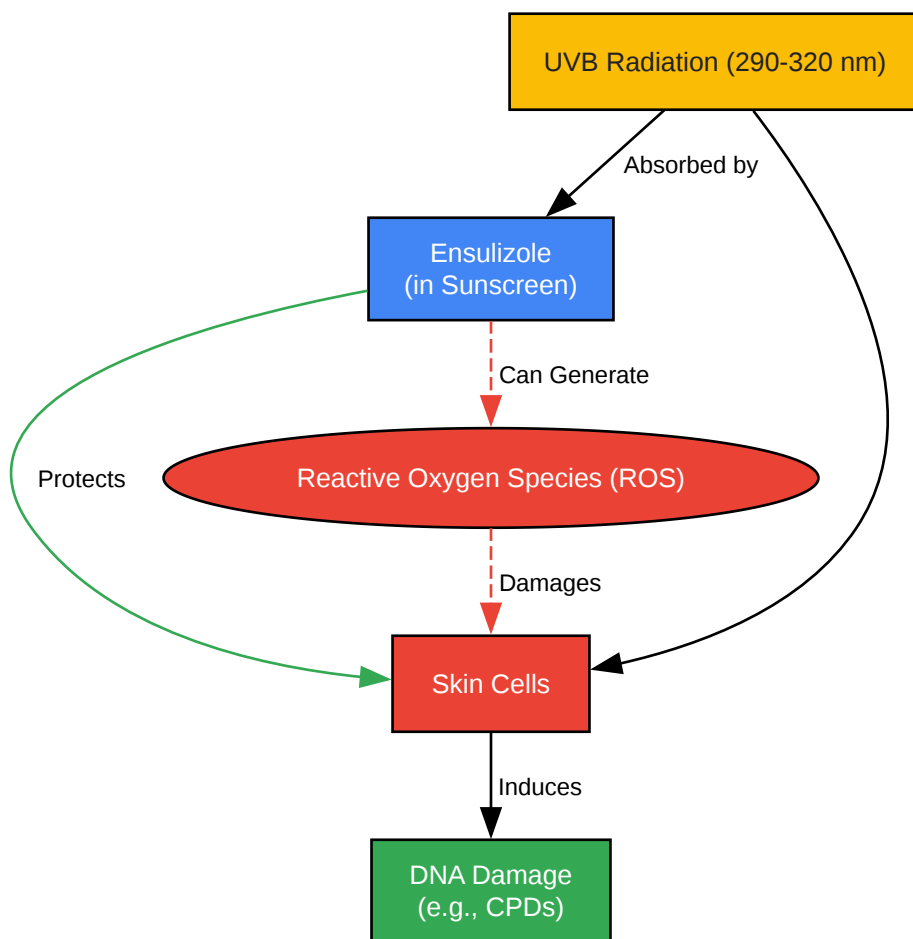 UVB Radiation (290-320 nm)
Absorbed by
Ensulizole
(in Sunscreen)
Can Generate
Protects
Reactive Oxygen Species (ROS)
Damages
Skin Cells
Induces
DNA Damage
(e.g., CPDs)